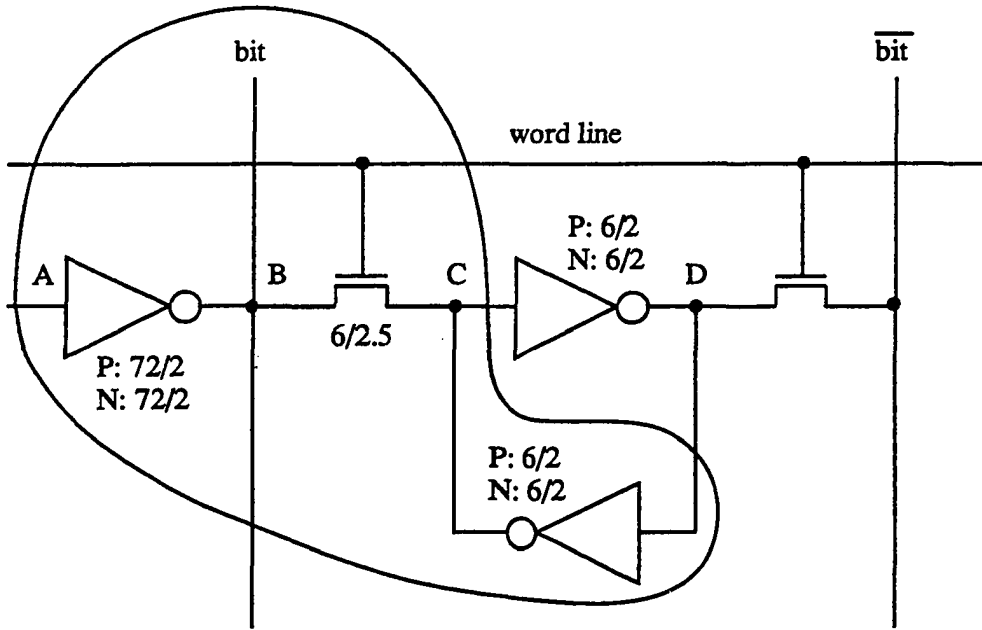 bit
bit
word line
P: 6/2
N: 6/2
A
B
C
D
6/2.5
P: 72/2
N: 72/2
P: 6/2
N: 6/2